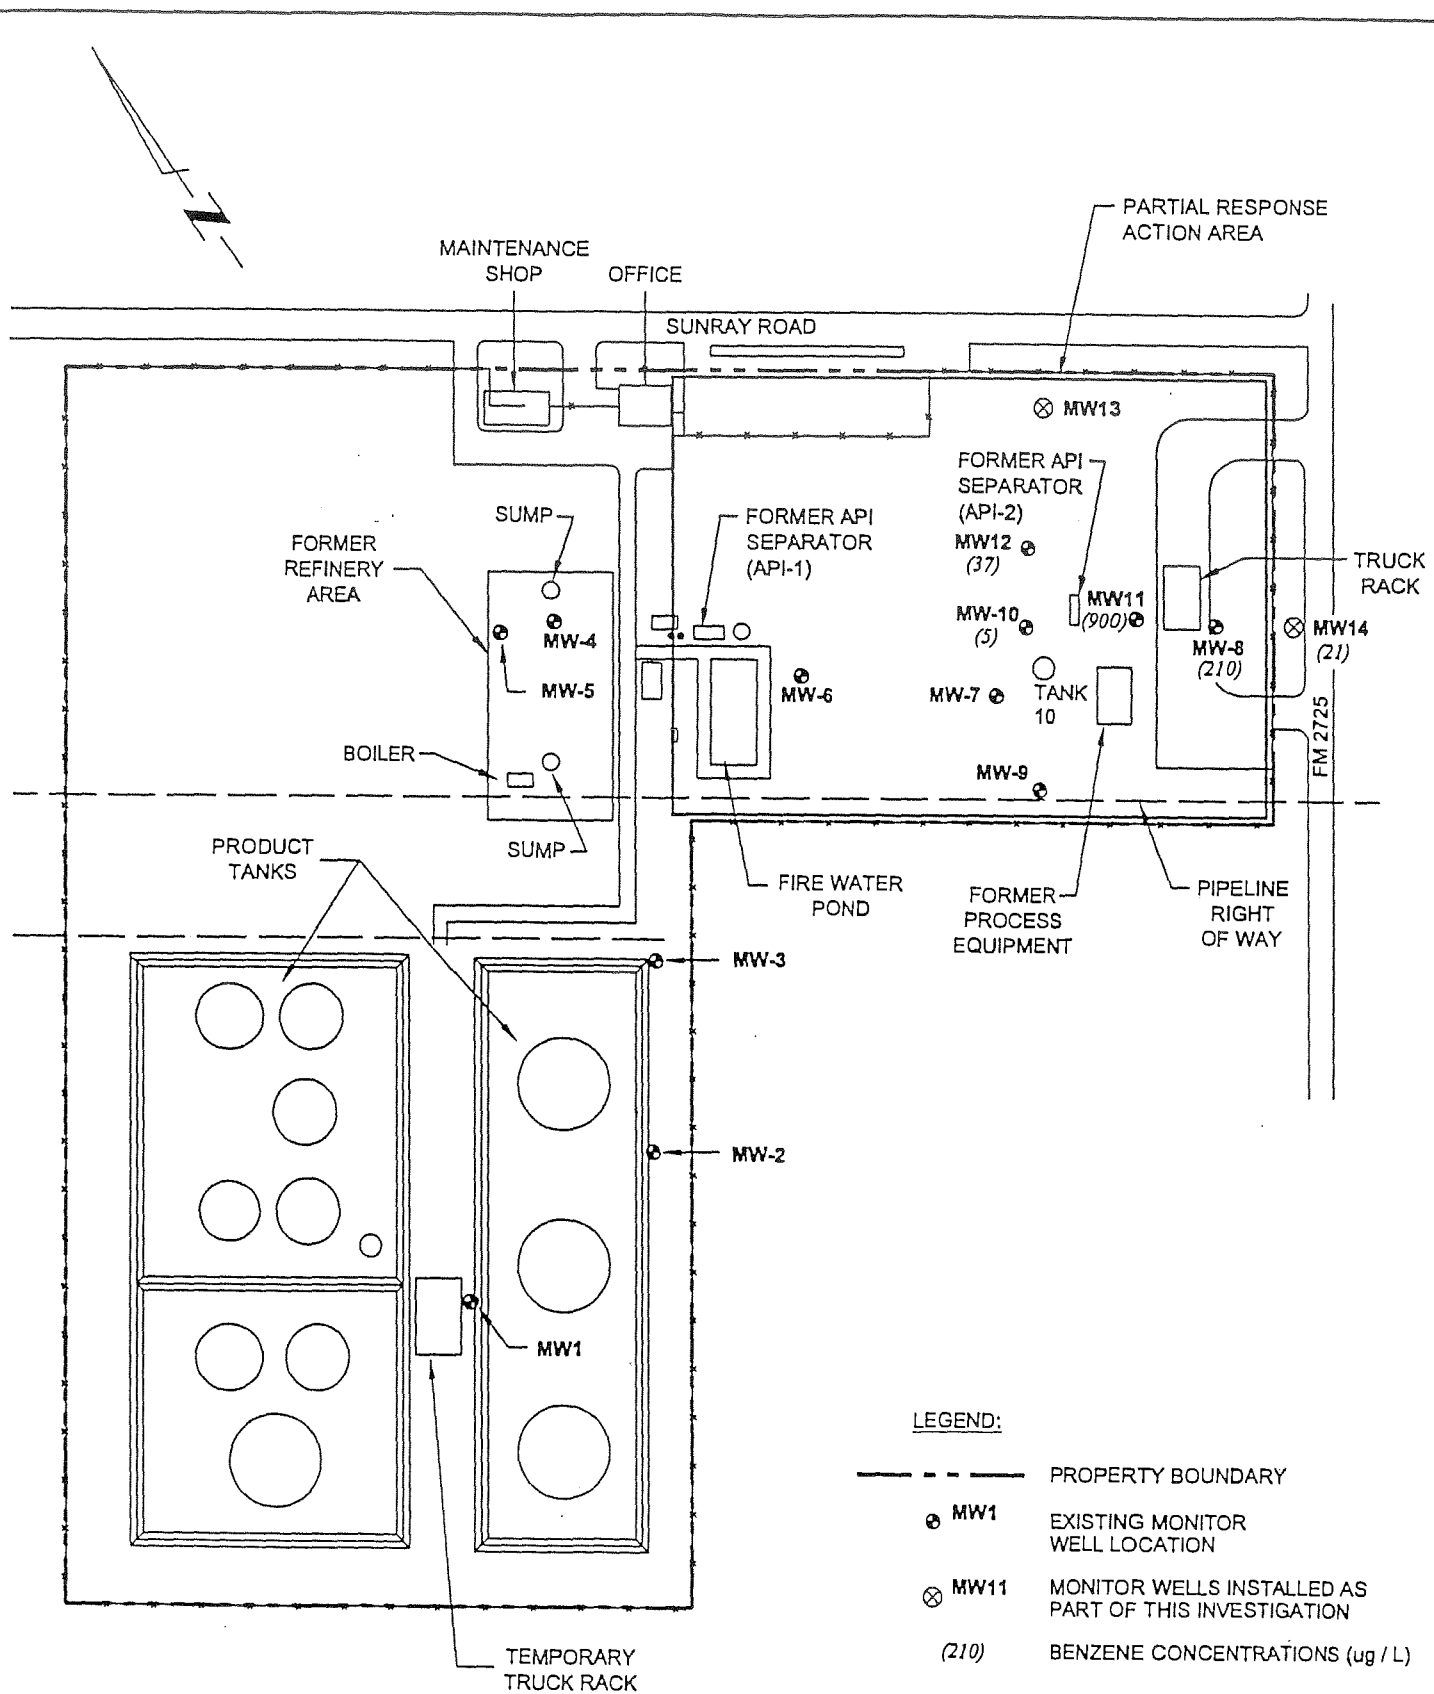 N
PARTIAL RESPONSE
ACTION AREA
MAINTENANCE
SHOP
OFFICE
SUNRAY ROAD
MW13
FORMER API
SEPARATOR
(API-2)
SUMP
FORMER API
SEPARATOR
(API-1)
FORMER
REFINERY
AREA
MW12
(37)
TRUCK
RACK
MW-10
(5)
MW11
(900)
MW-4
MW-8
(210)
MW14
(21)
MW-5
MW-6
MW-7
TANK
10
FM 2725
BOILER
MW-9
SUMP
PRODUCT
TANKS
FIRE WATER
POND
FORMER
PROCESS
EQUIPMENT
PIPELINE
RIGHT
OF WAY
MW-3
MW-2
MW1
TEMPORARY
TRUCK RACK
LEGEND:
PROPERTY BOUNDARY
MW1 EXISTING MONITOR
WELL LOCATION
MW11 MONITOR WELLS INSTALLED AS
PART OF THIS INVESTIGATION
(210) BENZENE CONCENTRATIONS (ug / L)